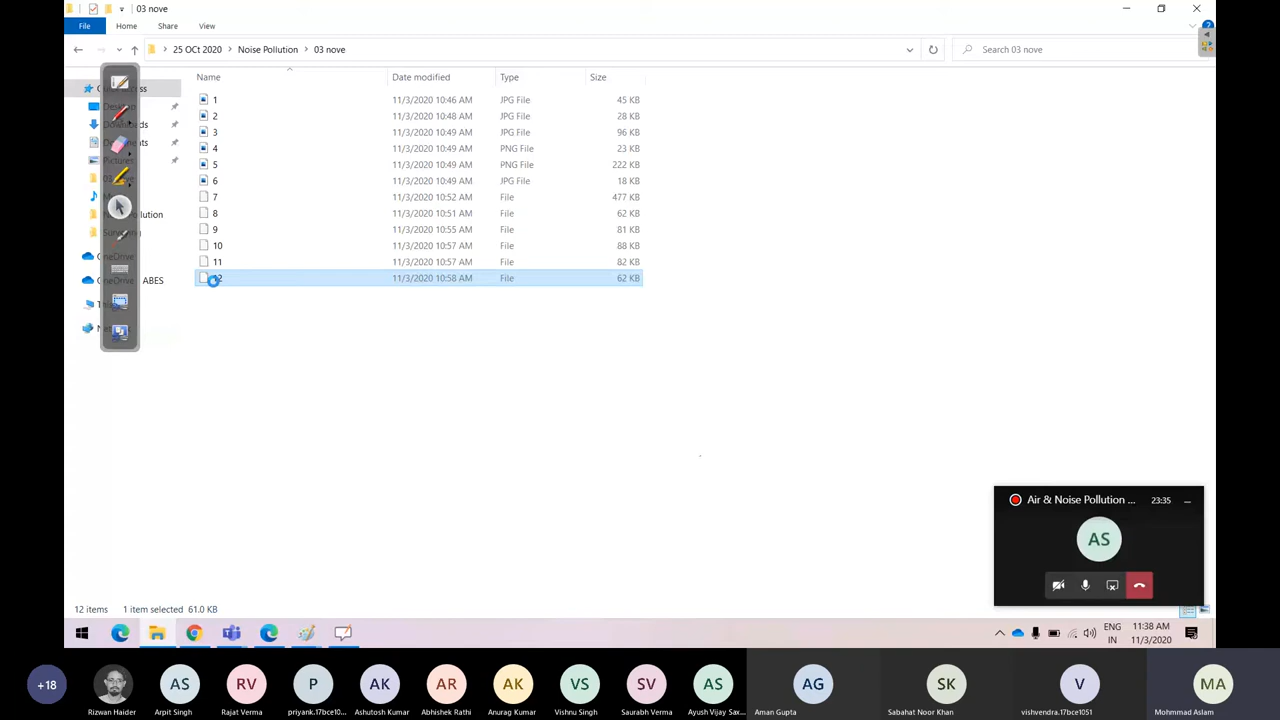 03 nove
File Home Share View
25 OCt 2020 Noise Pollution 03 nove Search 03 nove
Name Date modified Type Size
1 11/3/2020 10:46 AM JPG File 45 KB
2 11/3/2020 10:48 AM JPG File 28 KB
3 11/3/2020 10:49 AM JPG File 96 KB
4 11/3/2020 10:49 AM PNG File 23 KB
5 11/3/2020 10:49 AM PNG File 222 KB
6 11/3/2020 10:49 AM JPG File 18 KB
7 11/3/2020 10:52 AM File 477 KB
8 11/3/2020 10:51 AM File 62 KB
9 11/3/2020 10:55 AM File 81 KB
10 11/3/2020 10:57 AM File 88 KB
11 11/3/2020 10:57 AM File 82 KB
12 11/3/2020 10:58 AM File 62 KB
ABES
Air & Noise Pollution ... 23:35
AS
12 items 1 item selected 61.0 KB
ENG 11:38 AM
IN 11/3/2020
+18 AS RV P AK AR AK VS SV AS AG SK V MA
Rizwan Haider Arpit Singh Rajat Verma priyank.17bce10... Ashutosh Kumar Abhishek Rathi Anurag Kumar Vishnu Singh Saurabh Verma Ayush Vijay Sax... Aman Gupta Sabahat Noor Khan vishvendra.17bce1051 Mohmmad Aslam